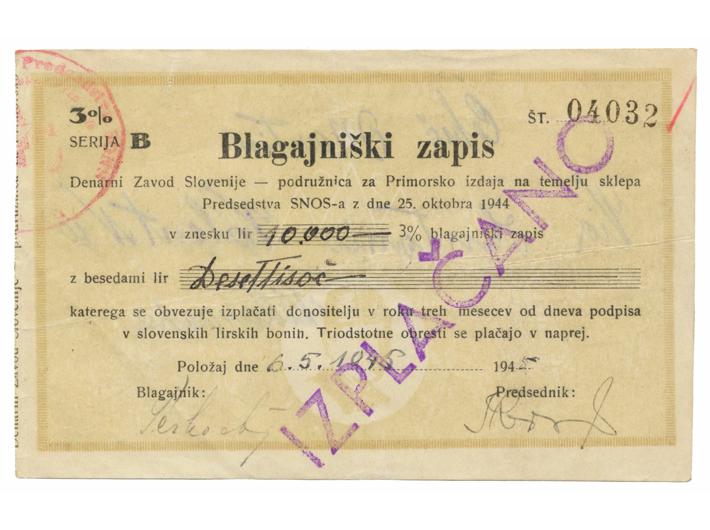 3%
SERIJA B
ŠT. 04032
Blagajniški zapis
Denarni Zavod Slovenije — podružnica za Primorsko izdaja na temelju sklepa
Predsedstva SNOS-a z dne 25. oktobra 1944
v znesku lir 10.000 — 3% blagajniški zapis
z besedami lir Desettisoč
katerega se obvezuje izplačati donositelju v roku treh mesecev od dneva podpisa
v slovenskih lirskih bonin. Triodstotne obresti se plačajo v naprej.
Položaj dne 6.5.1945 1945
Blagajnik: Predsednik:
IZPLAČANO